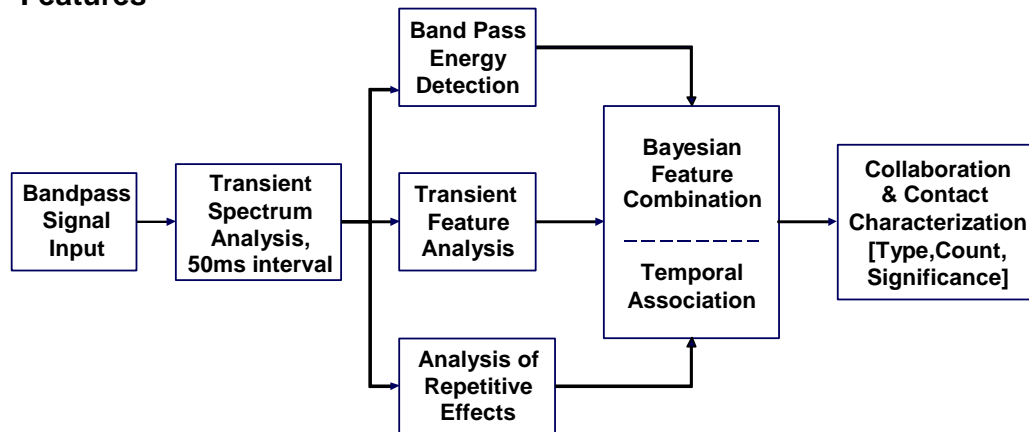 Features
Band Pass
Energy
Detection
Bandpass
Signal
Input
Transient
Spectrum
Analysis,
50ms interval
Transient
Feature
Analysis
Bayesian
Feature
Combination
Temporal
Association
Collaboration
& Contact
Characterization
[Type,Count,
Significance]
Analysis of
Repetitive
Effects